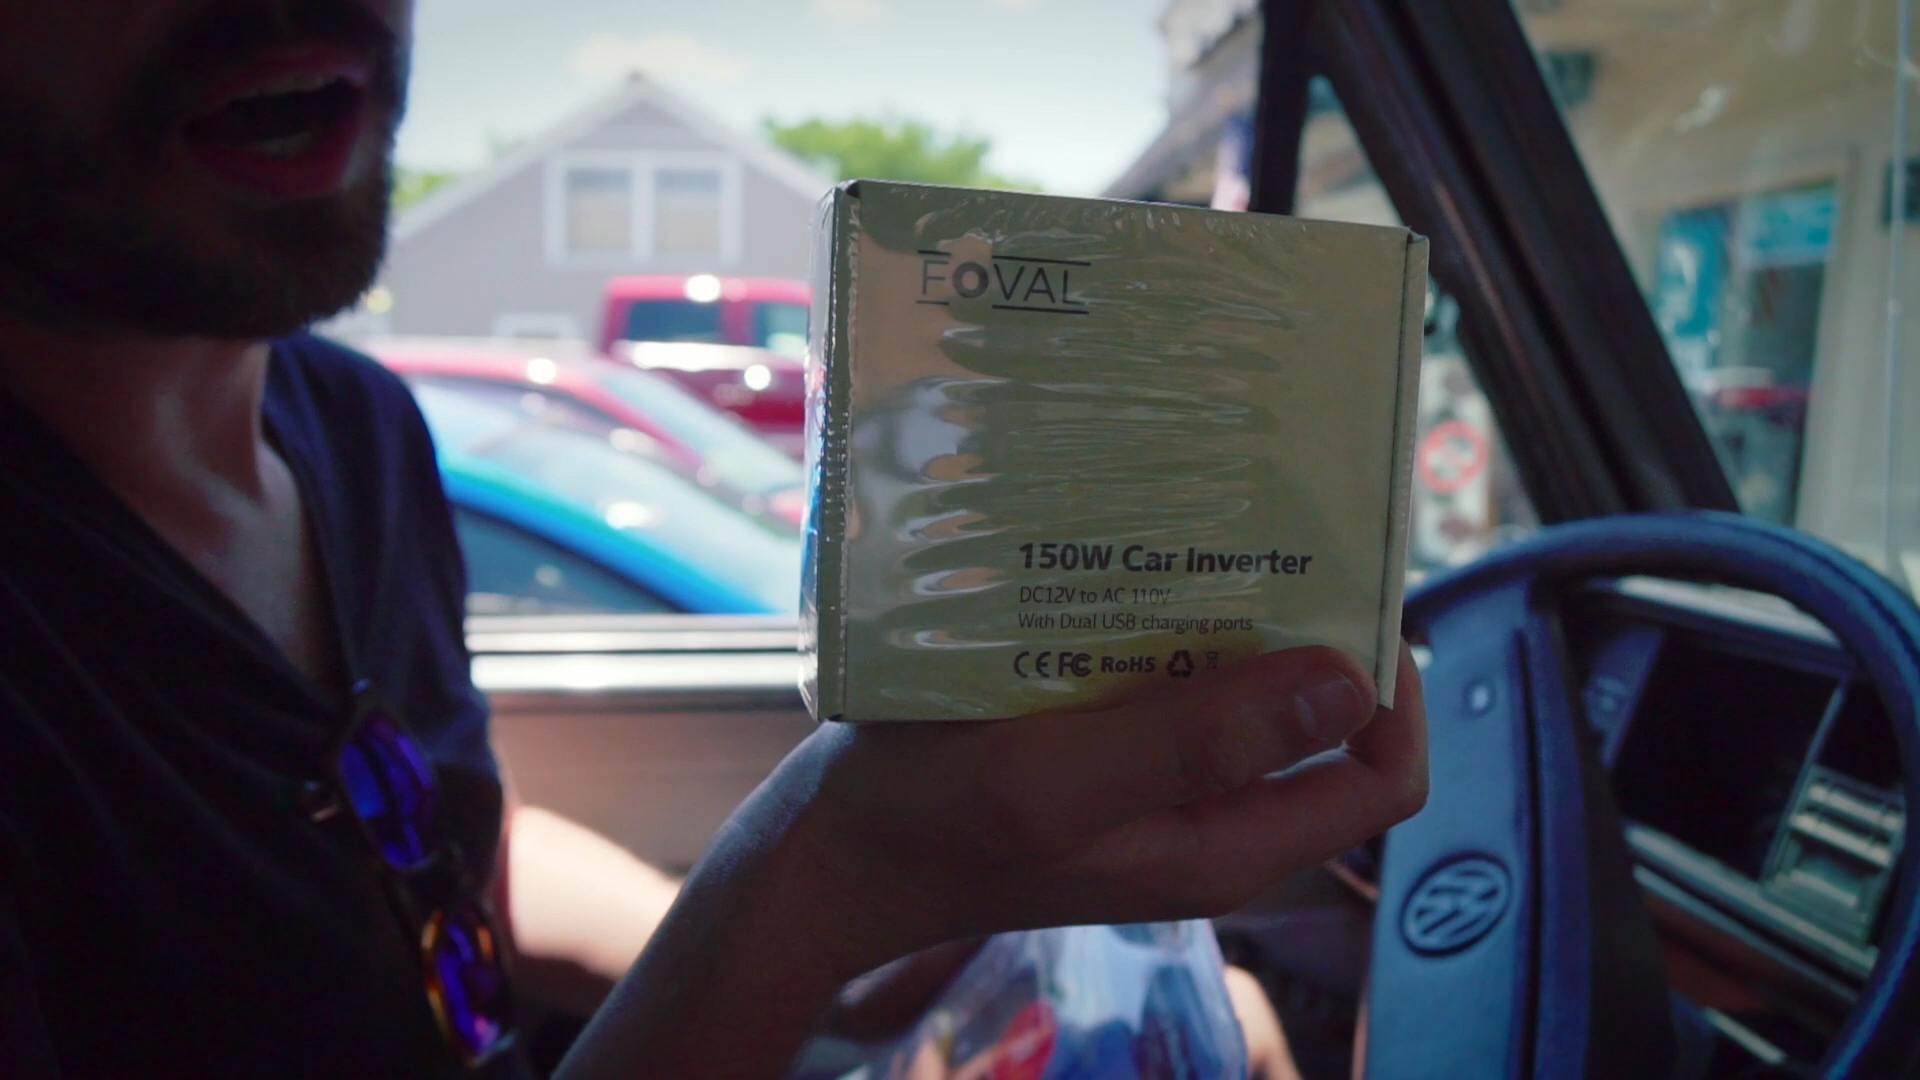 FOVAL
150W Car Inverter
DC12V to AC 110V
With Dual USB charging ports
CE FC RoHS